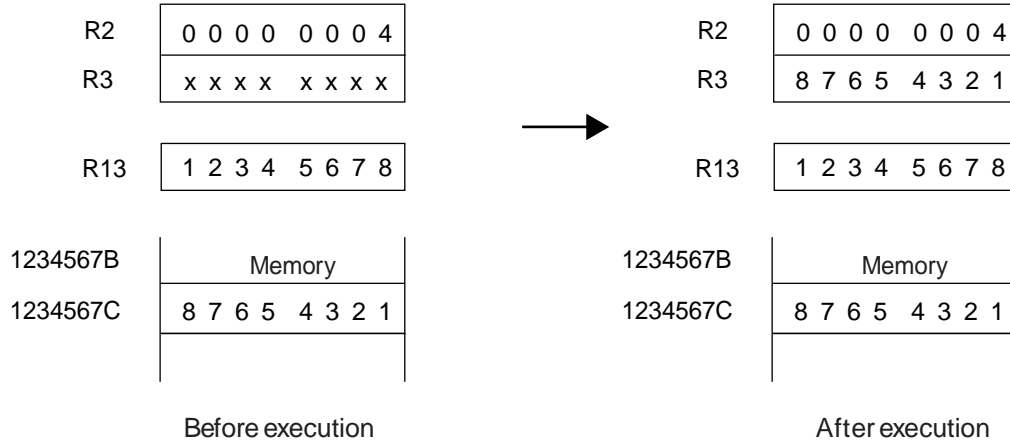 R2 0 0 0 0 0 0 0 4 R2 0 0 0 0 0 0 0 4
R3 x x x x x x x x R3 8 7 6 5 4 3 2 1
R13 1 2 3 4 5 6 7 8 R13 1 2 3 4 5 6 7 8
1234567B Memory 1234567B Memory
1234567C 8 7 6 5 4 3 2 1 1234567C 8 7 6 5 4 3 2 1
Before execution After execution